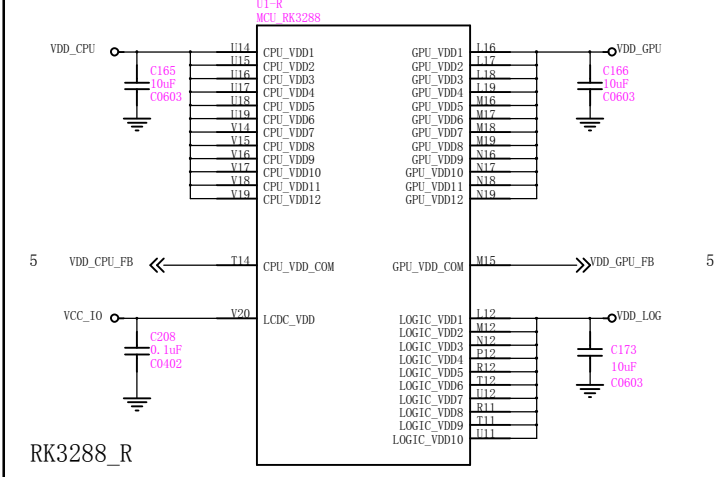 U1-R
MCU_RK3288
VDD_CPU
C165
10uF
C0603
U14 CPU_VDD1
U15 CPU_VDD2
U16 CPU_VDD3
U17 CPU_VDD4
U18 CPU_VDD5
U19 CPU_VDD6
V14 CPU_VDD7
V15 CPU_VDD8
V16 CPU_VDD9
V17 CPU_VDD10
V18 CPU_VDD11
V19 CPU_VDD12
GPU_VDD1 L16
GPU_VDD2 L17
GPU_VDD3 L18
GPU_VDD4 L19
GPU_VDD5 M16
GPU_VDD6 M17
GPU_VDD7 M18
GPU_VDD8 M19
GPU_VDD9 N16
GPU_VDD10 N17
GPU_VDD11 N18
GPU_VDD12 N19
VDD_GPU
C166
10uF
C0603
5 VDD_CPU_FB T14 CPU_VDD_COM
GPU_VDD_COM M15 VDD_GPU_FB 5
VCC_IO V20 LCDC_VDD
C208
0.1uF
C0402
LOGIC_VDD1 L12
LOGIC_VDD2 M12
LOGIC_VDD3 N12
LOGIC_VDD4 P12
LOGIC_VDD5 R12
LOGIC_VDD6 T12
LOGIC_VDD7 U12
LOGIC_VDD8 R11
LOGIC_VDD9 T11
LOGIC_VDD10 U11
VDD_LOG
C173
10uF
C0603
RK3288_R